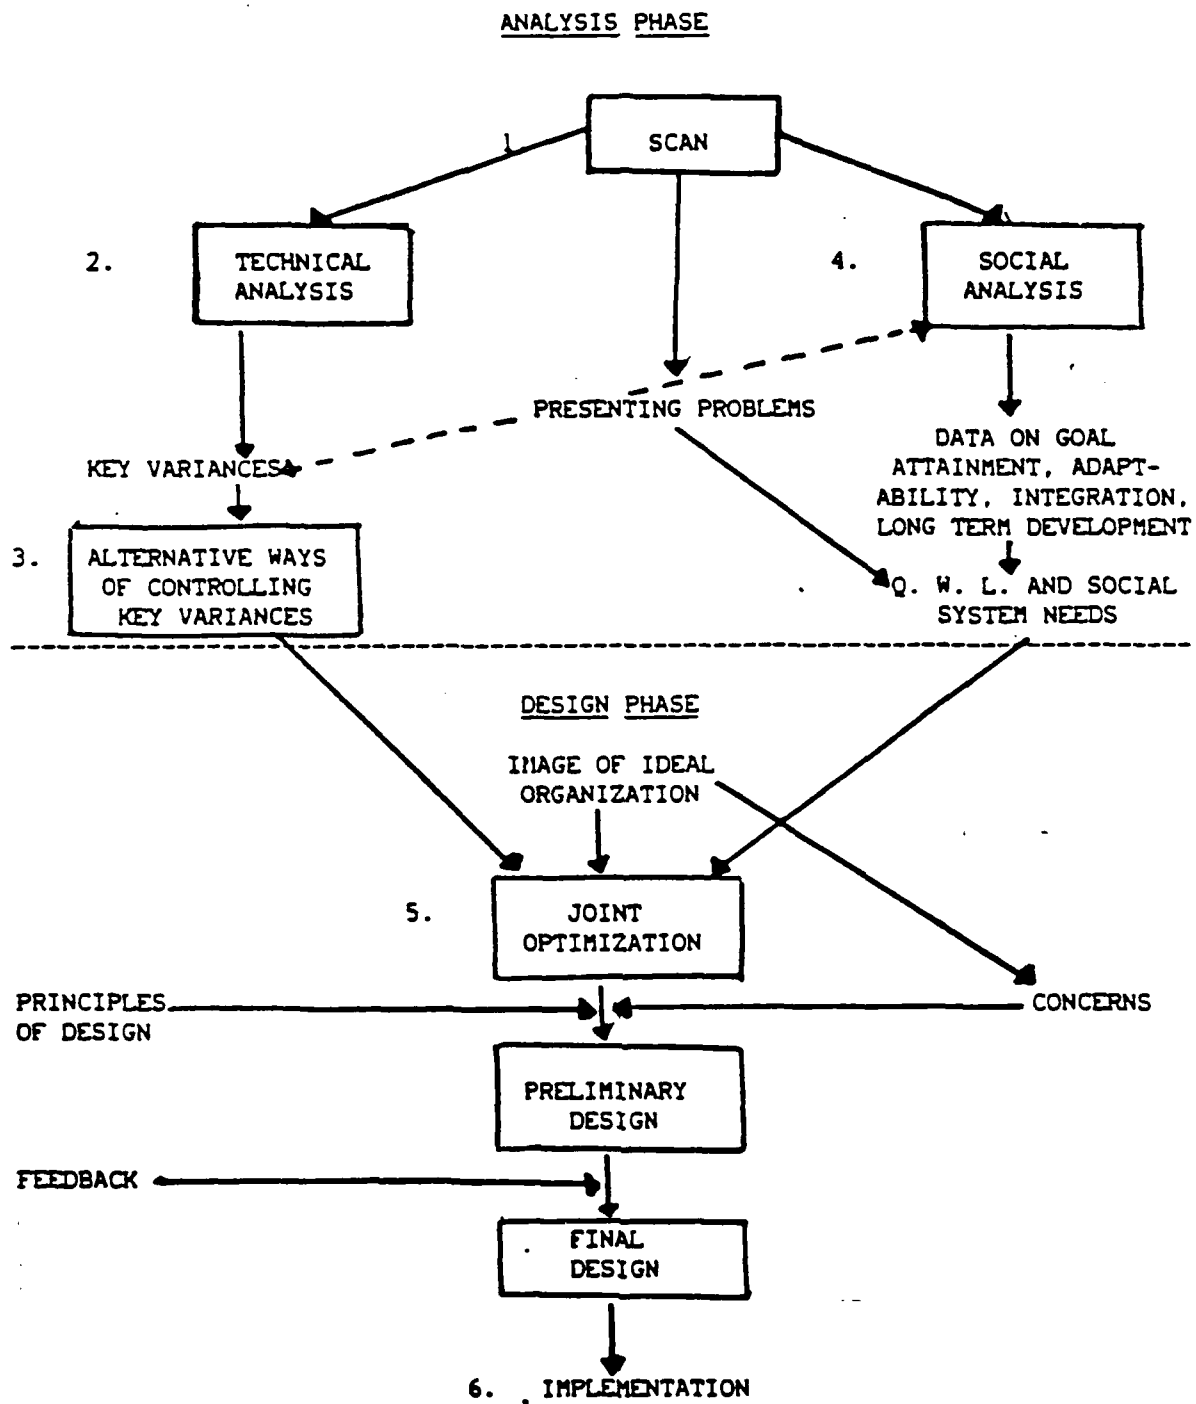 ANALYSIS PHASE
1
SCAN
2.
TECHNICAL
ANALYSIS
4.
SOCIAL
ANALYSIS
PRESENTING PROBLEMS
KEY VARIANCES
DATA ON GOAL
ATTAINMENT, ADAPT-
ABILITY, INTEGRATION,
LONG TERM DEVELOPMENT
3.
ALTERNATIVE WAYS
OF CONTROLLING
KEY VARIANCES
Q. W. L. AND SOCIAL
SYSTEM NEEDS
DESIGN PHASE
IMAGE OF IDEAL
ORGANIZATION
5.
JOINT
OPTIMIZATION
PRINCIPLES
OF DESIGN
CONCERNS
PRELIMINARY
DESIGN
FEEDBACK
FINAL
DESIGN
6. IMPLEMENTATION